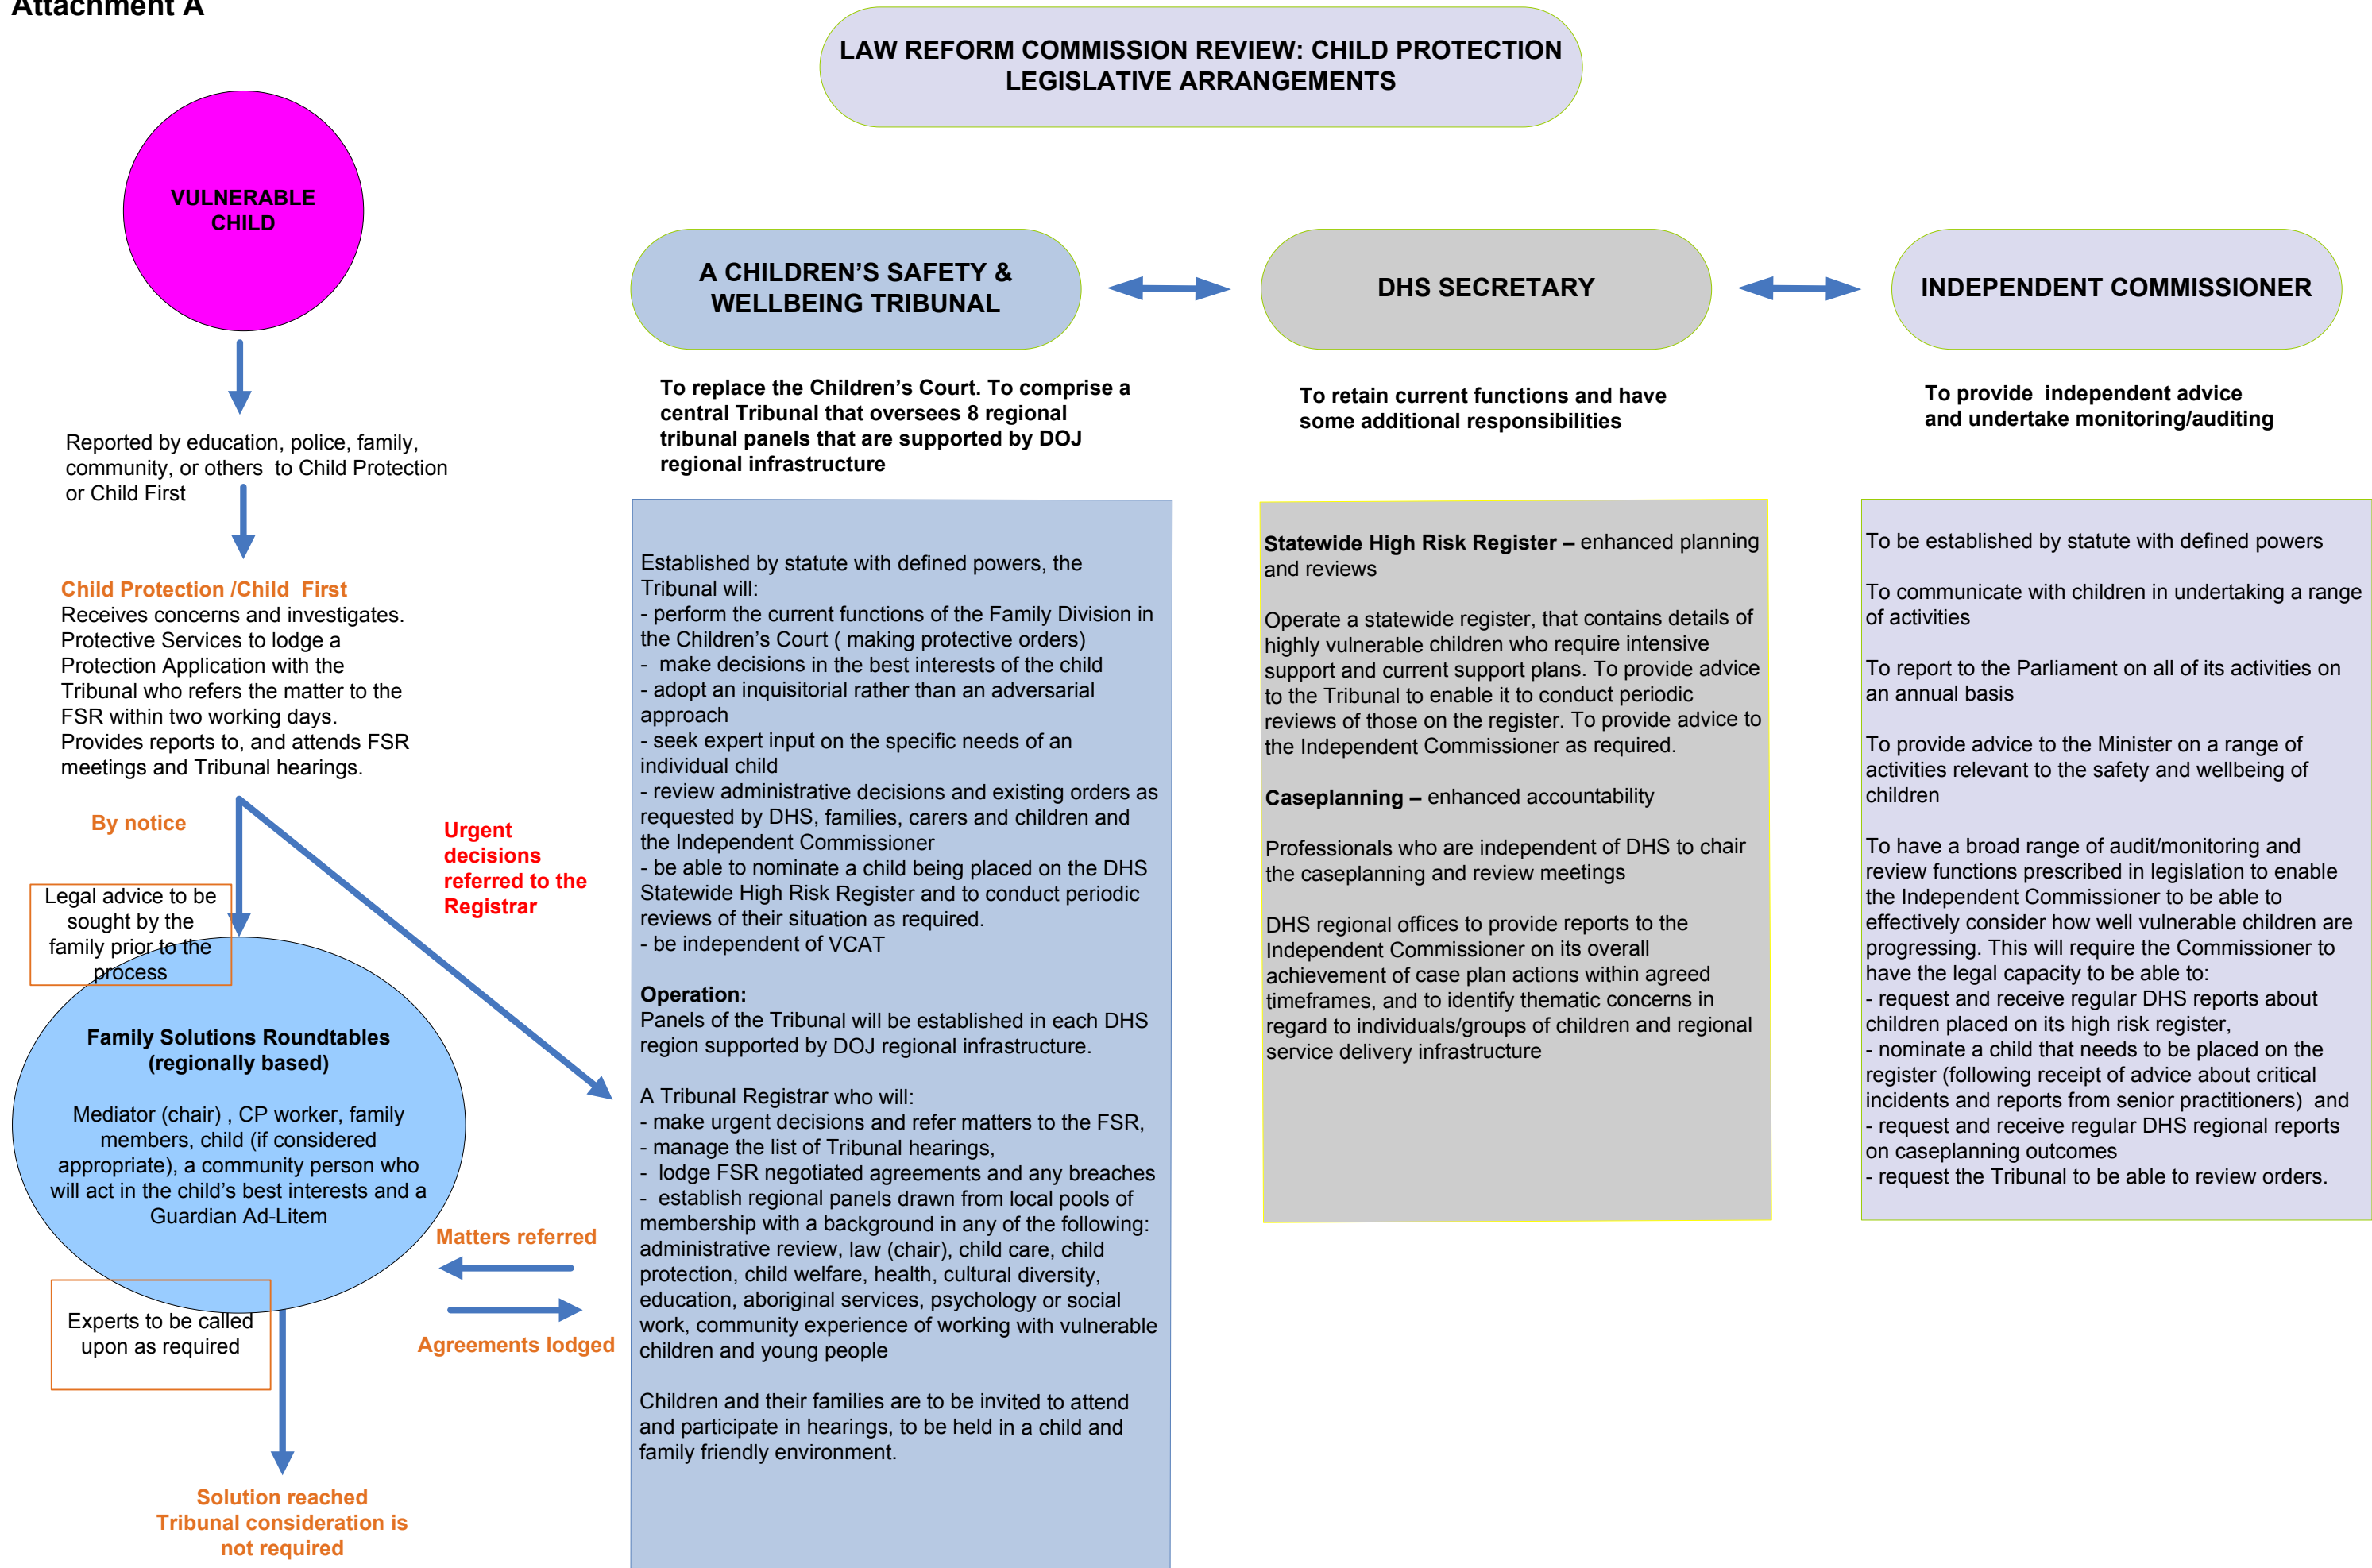 Attachment A
LAW REFORM COMMISSION REVIEW: CHILD PROTECTION
LEGISLATIVE ARRANGEMENTS
VULNERABLE
CHILD
Reported by education, police, family,
community, or others  to Child Protection
or Child First
Child Protection /Child  First
Receives concerns and investigates.
Protective Services to lodge a
Protection Application with the
Tribunal who refers the matter to the
FSR within two working days.
Provides reports to, and attends FSR
meetings and Tribunal hearings.
By notice
Urgent
decisions
referred to the
Registrar
Legal advice to be
sought by the
family prior to the
process
Family Solutions Roundtables
(regionally based)
Mediator (chair) , CP worker, family
members, child (if considered
appropriate), a community person who
will act in the child's best interests and a
Guardian Ad-Litem
Matters referred
Agreements lodged
Experts to be called
upon as required
Solution reached
Tribunal consideration is
not required
A CHILDREN'S SAFETY &
WELLBEING TRIBUNAL
To replace the Children's Court. To comprise a
central Tribunal that oversees 8 regional
tribunal panels that are supported by DOJ
regional infrastructure
Established by statute with defined powers, the
Tribunal will:
- perform the current functions of the Family Division in
the Children's Court ( making protective orders)
-  make decisions in the best interests of the child
- adopt an inquisitorial rather than an adversarial
approach
- seek expert input on the specific needs of an
individual child
- review administrative decisions and existing orders as
requested by DHS, families, carers and children and
the Independent Commissioner
- be able to nominate a child being placed on the DHS
Statewide High Risk Register and to conduct periodic
reviews of their situation as required.
- be independent of VCAT
Operation:
Panels of the Tribunal will be established in each DHS
region supported by DOJ regional infrastructure.
A Tribunal Registrar who will:
- make urgent decisions and refer matters to the FSR,
- manage the list of Tribunal hearings,
-  lodge FSR negotiated agreements and any breaches
-  establish regional panels drawn from local pools of
membership with a background in any of the following:
administrative review, law (chair), child care, child
protection, child welfare, health, cultural diversity,
education, aboriginal services, psychology or social
work, community experience of working with vulnerable
children and young people
Children and their families are to be invited to attend
and participate in hearings, to be held in a child and
family friendly environment.
DHS SECRETARY
To retain current functions and have
some additional responsibilities
Statewide High Risk Register – enhanced planning
and reviews
Operate a statewide register, that contains details of
highly vulnerable children who require intensive
support and current support plans. To provide advice
to the Tribunal to enable it to conduct periodic
reviews of those on the register. To provide advice to
the Independent Commissioner as required.
Caseplanning – enhanced accountability
Professionals who are independent of DHS to chair
the caseplanning and review meetings
DHS regional offices to provide reports to the
Independent Commissioner on its overall
achievement of case plan actions within agreed
timeframes, and to identify thematic concerns in
regard to individuals/groups of children and regional
service delivery infrastructure
INDEPENDENT COMMISSIONER
To provide  independent advice
and undertake monitoring/auditing
To be established by statute with defined powers
To communicate with children in undertaking a range
of activities
To report to the Parliament on all of its activities on
an annual basis
To provide advice to the Minister on a range of
activities relevant to the safety and wellbeing of
children
To have a broad range of audit/monitoring and
review functions prescribed in legislation to enable
the Independent Commissioner to be able to
effectively consider how well vulnerable children are
progressing. This will require the Commissioner to
have the legal capacity to be able to:
- request and receive regular DHS reports about
children placed on its high risk register,
- nominate a child that needs to be placed on the
register (following receipt of advice about critical
incidents and reports from senior practitioners)  and
- request and receive regular DHS regional reports
on caseplanning outcomes
- request the Tribunal to be able to review orders.